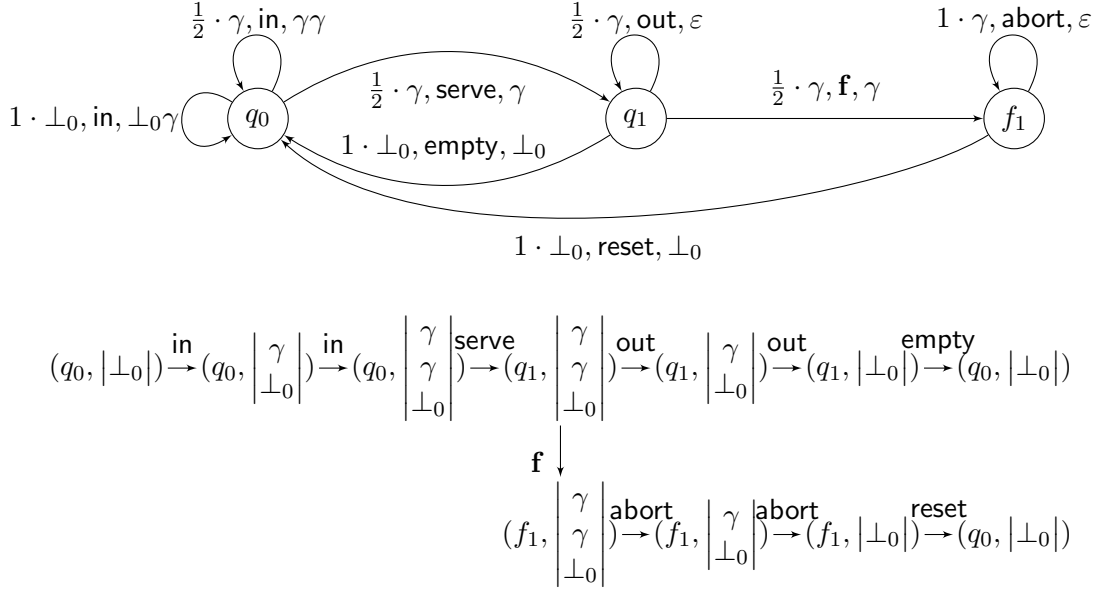 ½ · γ, in, γγ
½ · γ, out, ε
1 · γ, abort, ε
1 · ⊥₀, in, ⊥₀γ
q₀
½ · γ, serve, γ
q₁
½ · γ, f, γ
f₁
1 · ⊥₀, empty, ⊥₀
1 · ⊥₀, reset, ⊥₀
(q₀, |⊥₀|) →in (q₀, |γ ⊥₀|) →in (q₀, |γ γ ⊥₀|) →serve (q₁, |γ γ ⊥₀|) →out (q₁, |γ ⊥₀|) →out (q₁, |⊥₀|) →empty (q₀, |⊥₀|)
f
(f₁, |γ γ ⊥₀|) →abort (f₁, |γ ⊥₀|) →abort (f₁, |⊥₀|) →reset (q₀, |⊥₀|)